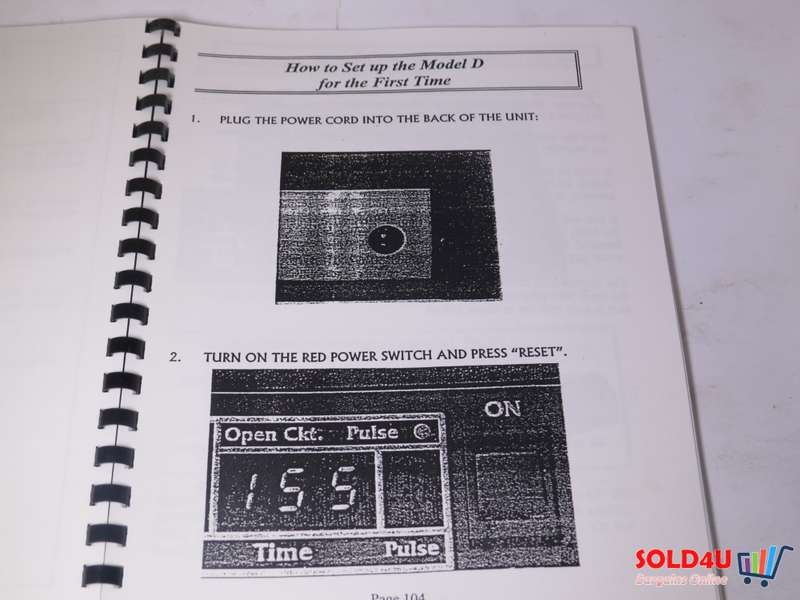 How to Set up the Model D
for the First Time
1. PLUG THE POWER CORD INTO THE BACK OF THE UNIT:
2. TURN ON THE RED POWER SWITCH AND PRESS "RESET".
ON
Open Ckt. Pulse
155
Time Pulse
Page 104
SOLD4U
Bargains Online